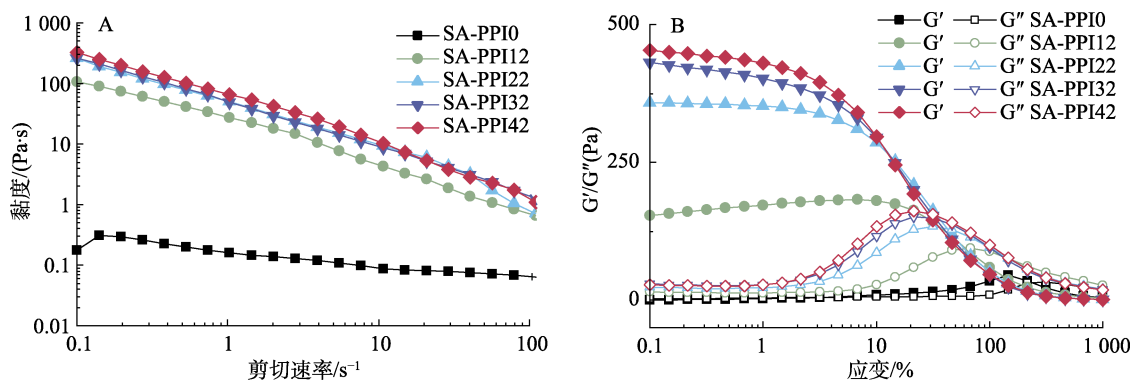 A
1 000
100
10
1
0.1
0.01
黏度/(Pa·s)
0.1 1 10 100
剪切速率/s⁻¹
SA-PPI0
SA-PPI12
SA-PPI22
SA-PPI32
SA-PPI42
B
500
250
0
G′/G″(Pa)
0.1 1 10 100 1 000
应变/%
G′ G″ SA-PPI0
G′ G″ SA-PPI12
G′ G″ SA-PPI22
G′ G″ SA-PPI32
G′ G″ SA-PPI42